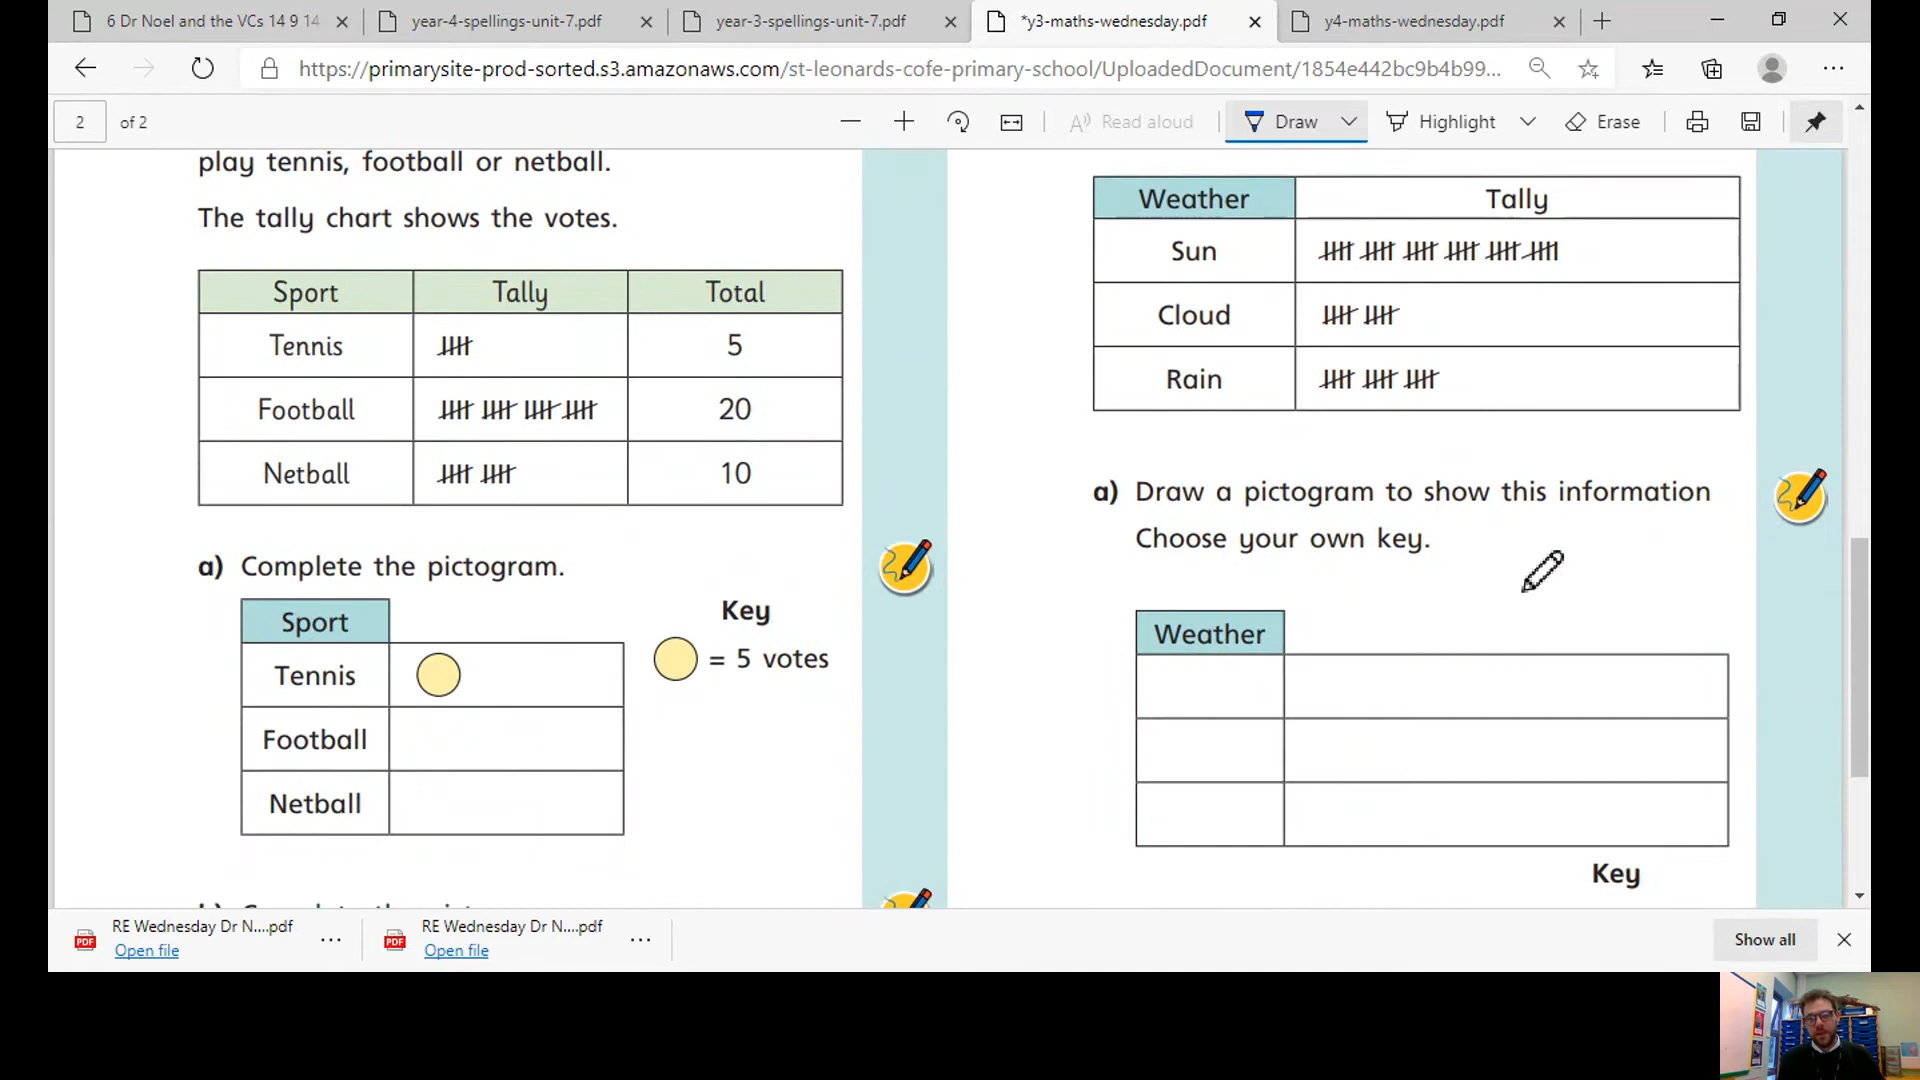 6 Dr Noel and the VCs 14 9 14
year-4-spellings-unit-7.pdf
year-3-spellings-unit-7.pdf
*y3-maths-wednesday.pdf
y4-maths-wednesday.pdf
https://primarysite-prod-sorted.s3.amazonaws.com/st-leonards-cofe-primary-school/UploadedDocument/1854e442bc9b4b99...
2 of 2
Read aloud
Draw
Highlight
Erase
play tennis, football or netball.
The tally chart shows the votes.
Sport Tally Total
Tennis 5
Football 20
Netball 10
a) Complete the pictogram.
Sport
Tennis
Football
Netball
Key
= 5 votes
Weather Tally
Sun
Cloud
Rain
a) Draw a pictogram to show this information
Choose your own key.
Weather
Key
RE Wednesday Dr N....pdf
Open file
RE Wednesday Dr N....pdf
Open file
Show all